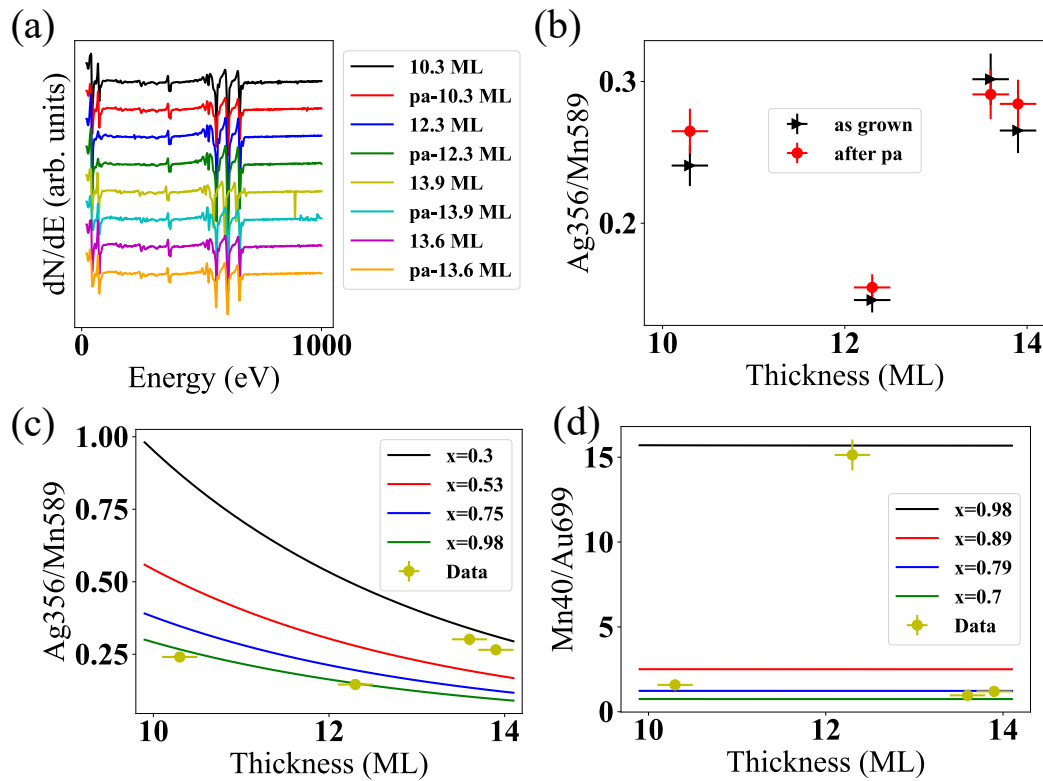 (a)
dN/dE (arb. units)
10.3 ML
pa-10.3 ML
12.3 ML
pa-12.3 ML
13.9 ML
pa-13.9 ML
13.6 ML
pa-13.6 ML
0
1000
Energy (eV)
(b)
Ag356/Mn589
0.3
0.2
as grown
after pa
10
12
14
Thickness (ML)
(c)
Ag356/Mn589
1.00
0.75
0.50
0.25
x=0.3
x=0.53
x=0.75
x=0.98
Data
10
12
14
Thickness (ML)
(d)
Mn40/Au699
15
10
5
0
x=0.98
x=0.89
x=0.79
x=0.7
Data
10
12
14
Thickness (ML)